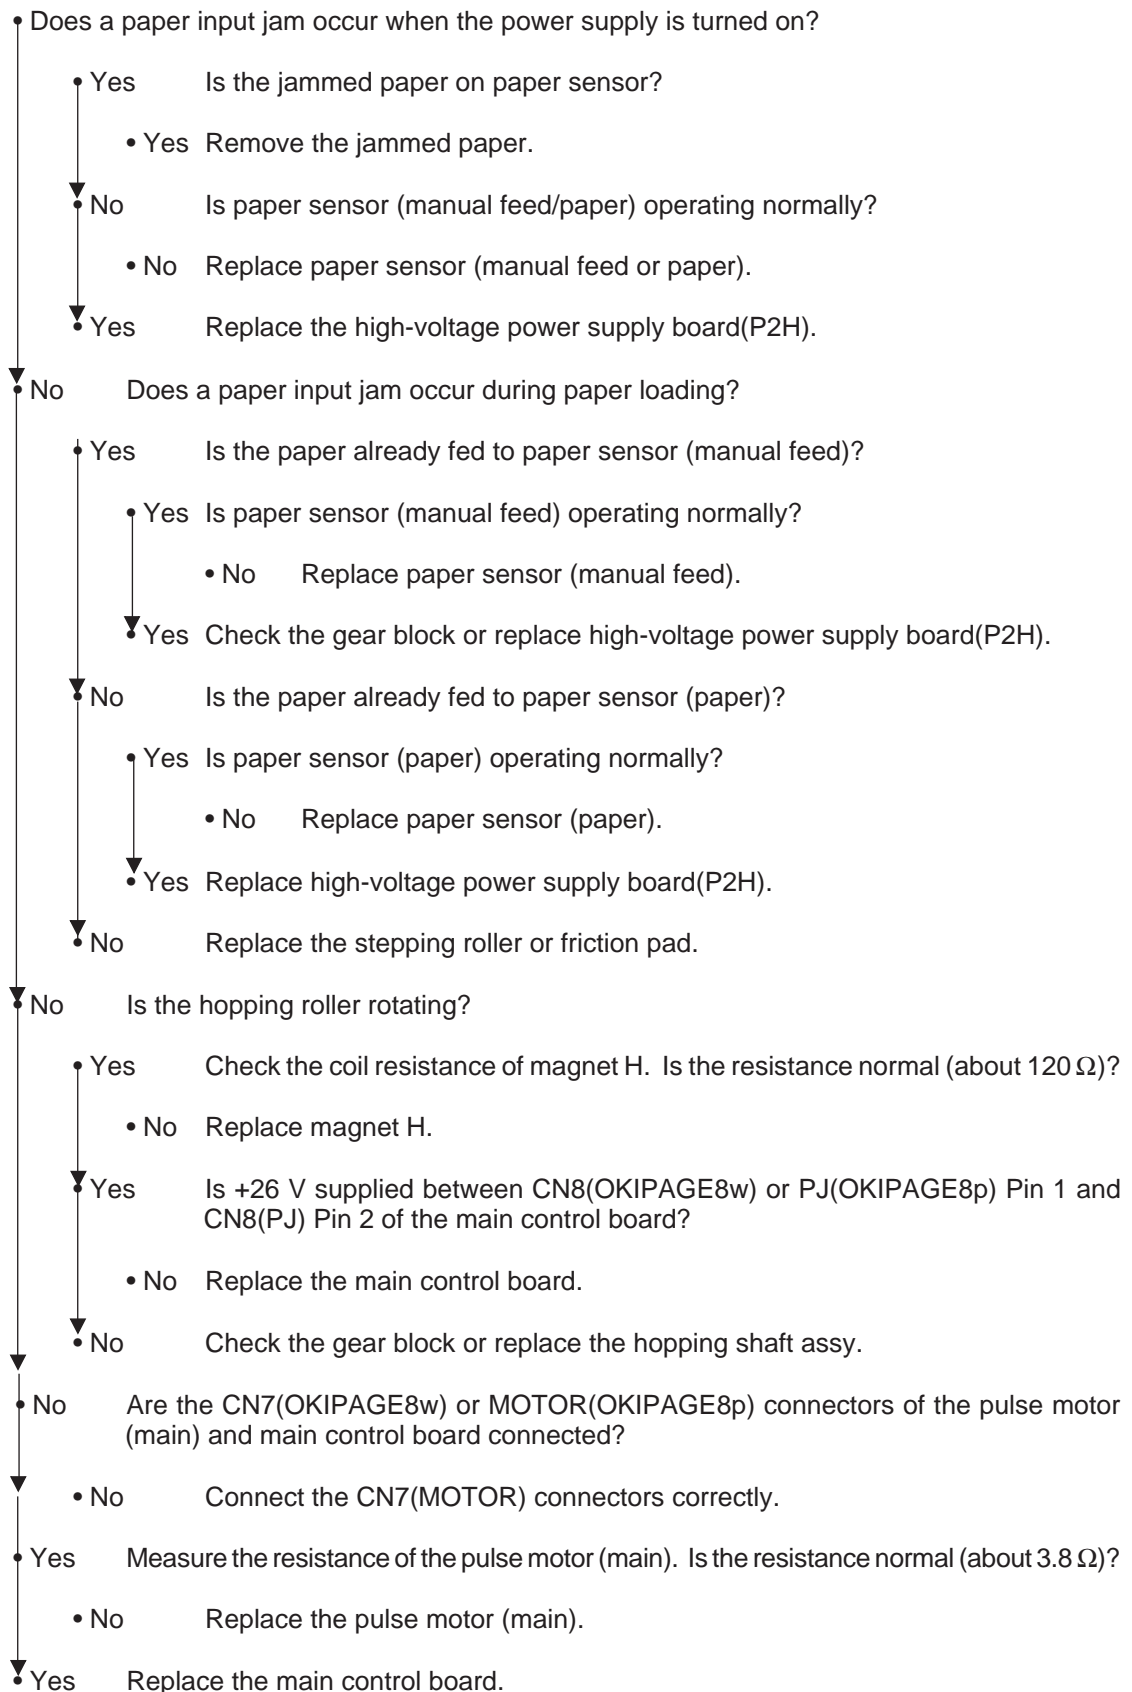 • Does a paper input jam occur when the power supply is turned on?
• Yes Is the jammed paper on paper sensor?
• Yes Remove the jammed paper.
• No Is paper sensor (manual feed/paper) operating normally?
• No Replace paper sensor (manual feed or paper).
• Yes Replace the high-voltage power supply board(P2H).
• No Does a paper input jam occur during paper loading?
• Yes Is the paper already fed to paper sensor (manual feed)?
• Yes Is paper sensor (manual feed) operating normally?
• No Replace paper sensor (manual feed).
• Yes Check the gear block or replace high-voltage power supply board(P2H).
• No Is the paper already fed to paper sensor (paper)?
• Yes Is paper sensor (paper) operating normally?
• No Replace paper sensor (paper).
• Yes Replace high-voltage power supply board(P2H).
• No Replace the stepping roller or friction pad.
• No Is the hopping roller rotating?
• Yes Check the coil resistance of magnet H. Is the resistance normal (about 120 Ω)?
• No Replace magnet H.
• Yes Is +26 V supplied between CN8(OKIPAGE8w) or PJ(OKIPAGE8p) Pin 1 and
CN8(PJ) Pin 2 of the main control board?
• No Replace the main control board.
• No Check the gear block or replace the hopping shaft assy.
• No Are the CN7(OKIPAGE8w) or MOTOR(OKIPAGE8p) connectors of the pulse motor
(main) and main control board connected?
• No Connect the CN7(MOTOR) connectors correctly.
• Yes Measure the resistance of the pulse motor (main). Is the resistance normal (about 3.8 Ω)?
• No Replace the pulse motor (main).
• Yes Replace the main control board.